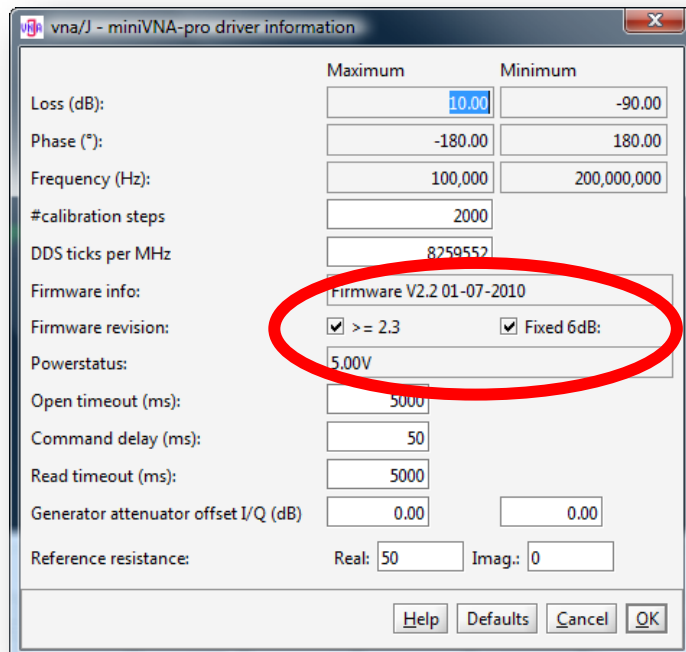 vna/J - miniVNA-pro driver information
Maximum Minimum
Loss (dB): 10.00 -90.00
Phase (°): -180.00 180.00
Frequency (Hz): 100,000 200,000,000
#calibration steps 2000
DDS ticks per MHz 8259552
Firmware info: Firmware V2.2 01-07-2010
Firmware revision: >= 2.3 Fixed 6dB:
Powerstatus: 5.00V
Open timeout (ms): 5000
Command delay (ms): 50
Read timeout (ms): 5000
Generator attenuator offset I/Q (dB) 0.00 0.00
Reference resistance: Real: 50 Imag.: 0
Help Defaults Cancel OK